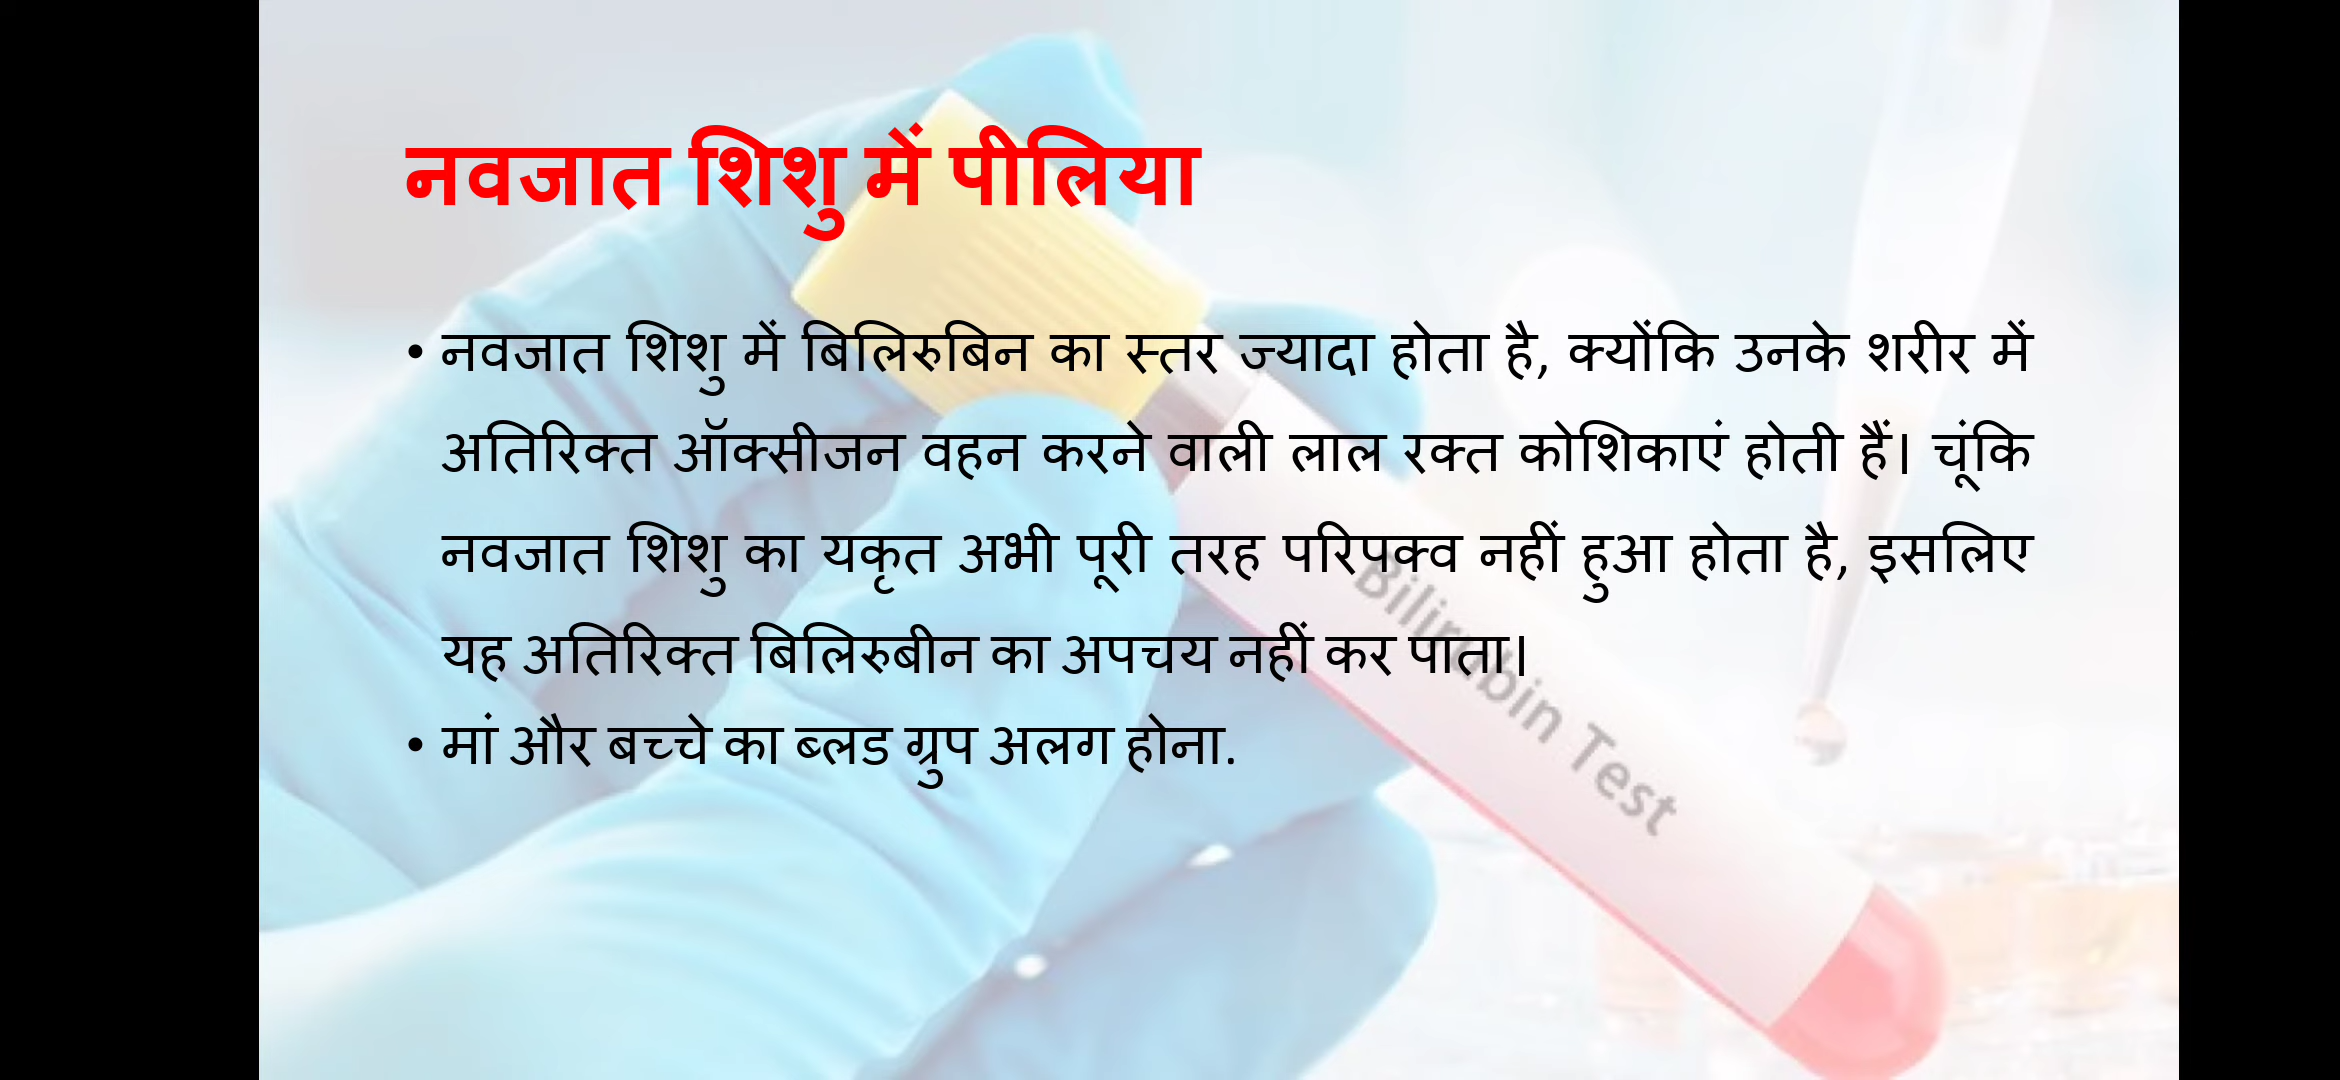 नवजात शिशु में पीलिया
• नवजात शिशु में बिलिरुबिन का स्तर ज्यादा होता है, क्योंकि उनके शरीर में
अतिरिक्त ऑक्सीजन वहन करने वाली लाल रक्त कोशिकाएं होती हैं। चूंकि
नवजात शिशु का यकृत अभी पूरी तरह परिपक्व नहीं हुआ होता है, इसलिए
यह अतिरिक्त बिलिरुबीन का अपचय नहीं कर पाता।
• मां और बच्चे का ब्लड ग्रुप अलग होना.
Bilirubin Test